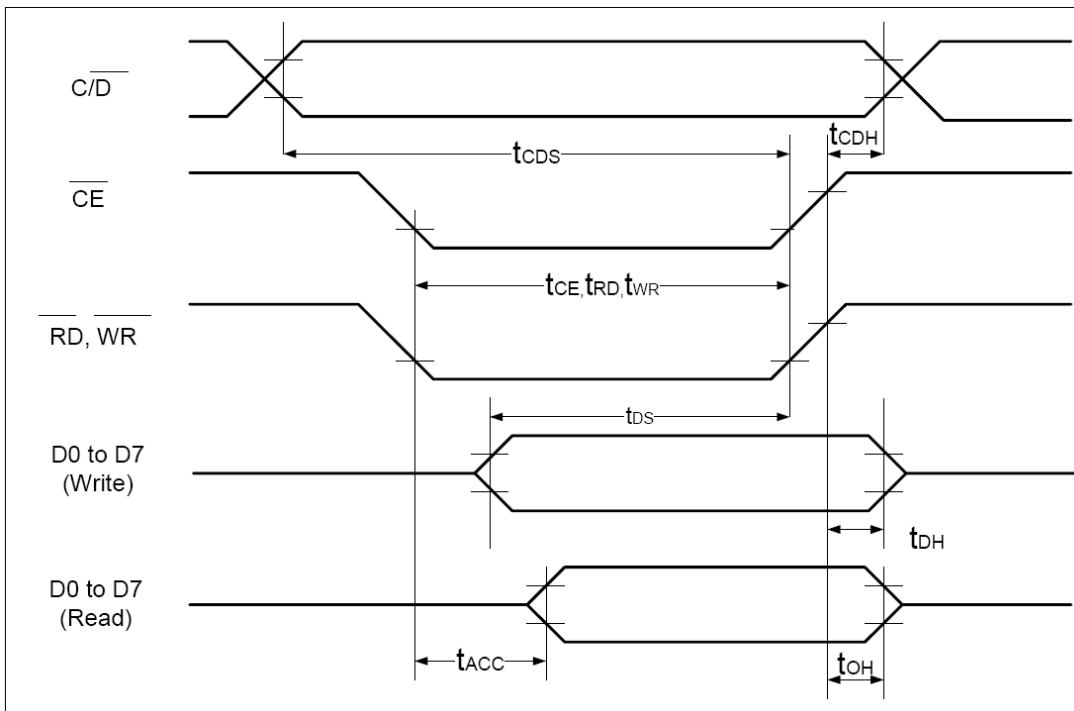 C/D
tCDH
tCDS
CE
tCE,tRD,tWR
RD, WR
tDS
D0 to D7
(Write)
tDH
D0 to D7
(Read)
tACC
tOH